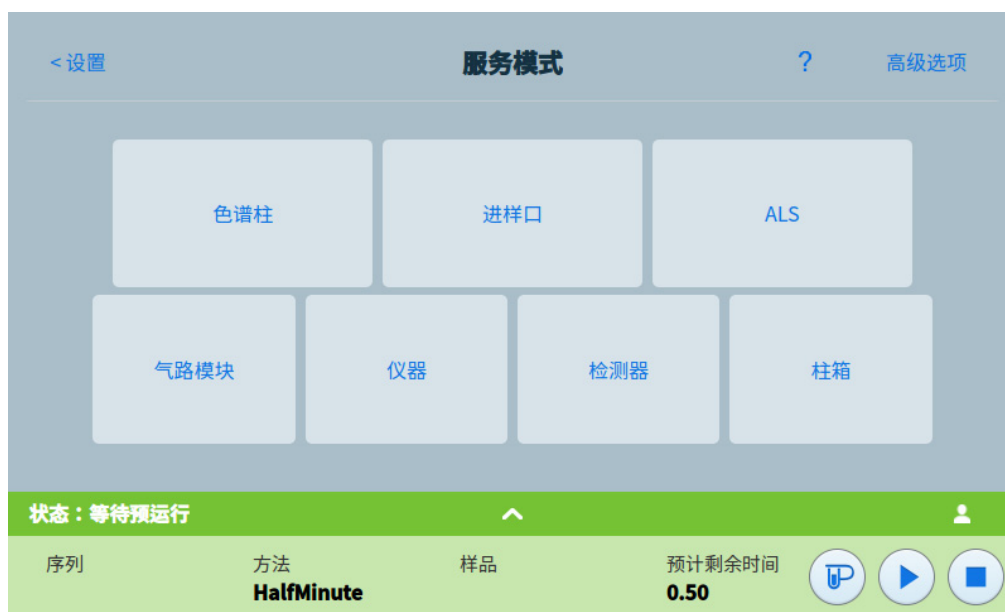 < 设置 服务模式 ? 高级选项
色谱柱 进样口 ALS
气路模块 仪器 检测器 柱箱
状态：等待预运行
序列 方法 样品 预计剩余时间
HalfMinute 0.50